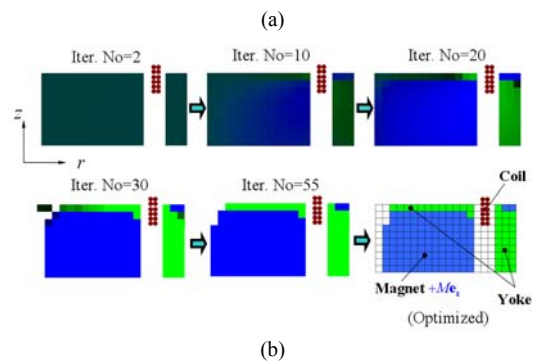 (a)
Iter. No=2
Iter. No=10
Iter. No=20
z
r
Iter. No=30
Iter. No=55
Coil
Magnet +Me_z
Yoke
(Optimized)
(b)